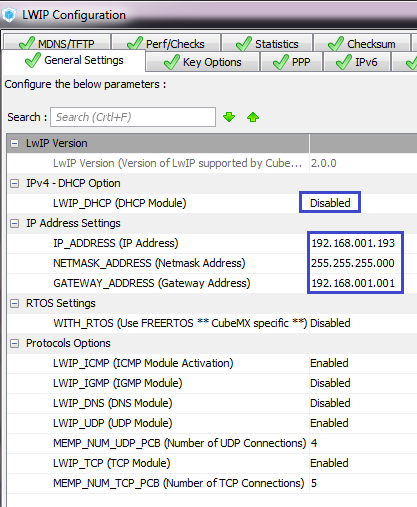 LWIP Configuration
MDNS/TFTP Perf/Checks Statistics Checksum
General Settings Key Options PPP IPv6
Configure the below parameters :
Search : Search (Crtl+F)
LwIP Version
LwIP Version (Version of LwIP supported by Cube... 2.0.0
IPv4 - DHCP Option
LWIP_DHCP (DHCP Module) Disabled
IP Address Settings
IP_ADDRESS (IP Address) 192.168.001.193
NETMASK_ADDRESS (Netmask Address) 255.255.255.000
GATEWAY_ADDRESS (Gateway Address) 192.168.001.001
RTOS Settings
WITH_RTOS (Use FREERTOS ** CubeMX specific **) Disabled
Protocols Options
LWIP_ICMP (ICMP Module Activation) Enabled
LWIP_IGMP (IGMP Module) Disabled
LWIP_DNS (DNS Module) Disabled
LWIP_UDP (UDP Module) Enabled
MEMP_NUM_UDP_PCB (Number of UDP Connections) 4
LWIP_TCP (TCP Module) Enabled
MEMP_NUM_TCP_PCB (Number of TCP Connections) 5